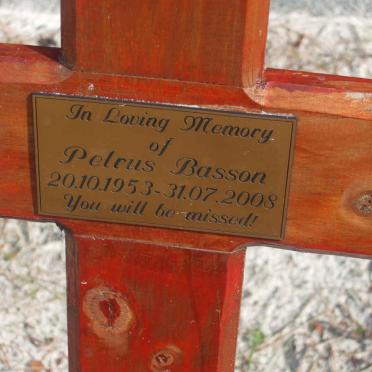 In Loving Memory
of
Petrus Basson
20.10.1953-31.07.2008
You will be missed!